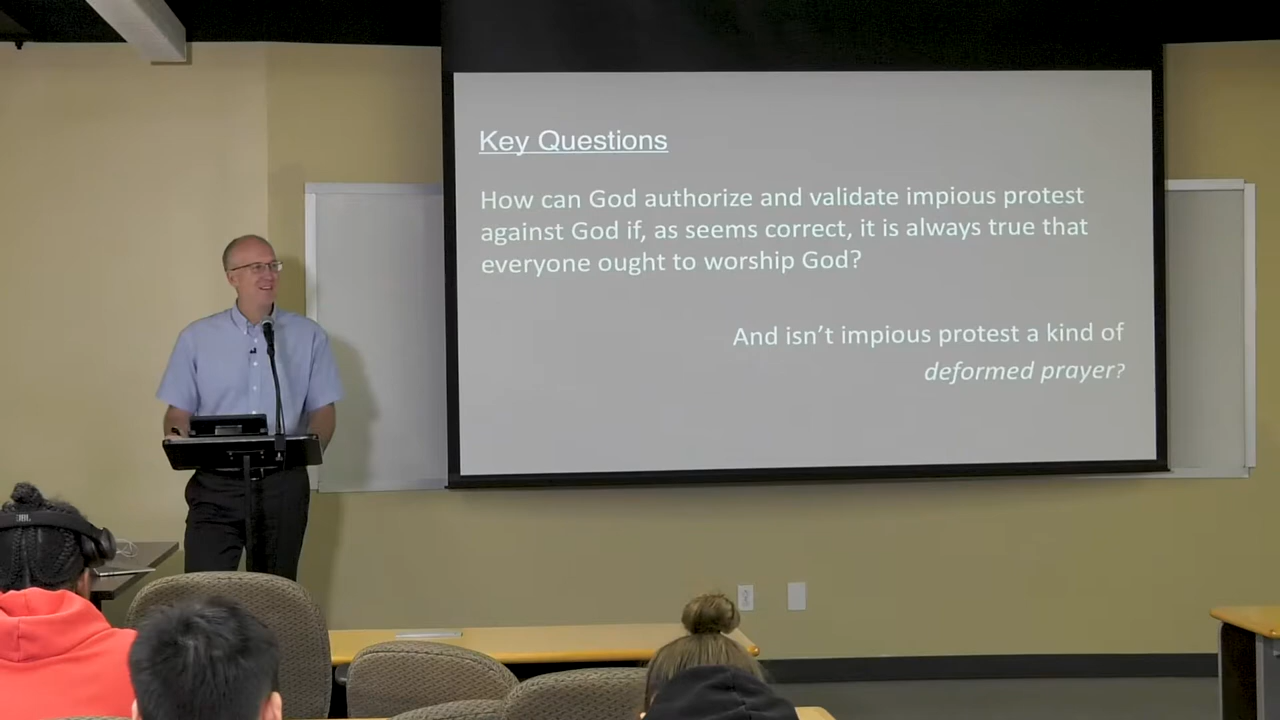 Key Questions
How can God authorize and validate impious protest
against God if, as seems correct, it is always true that
everyone ought to worship God?
And isn’t impious protest a kind of
deformed prayer?
JBL